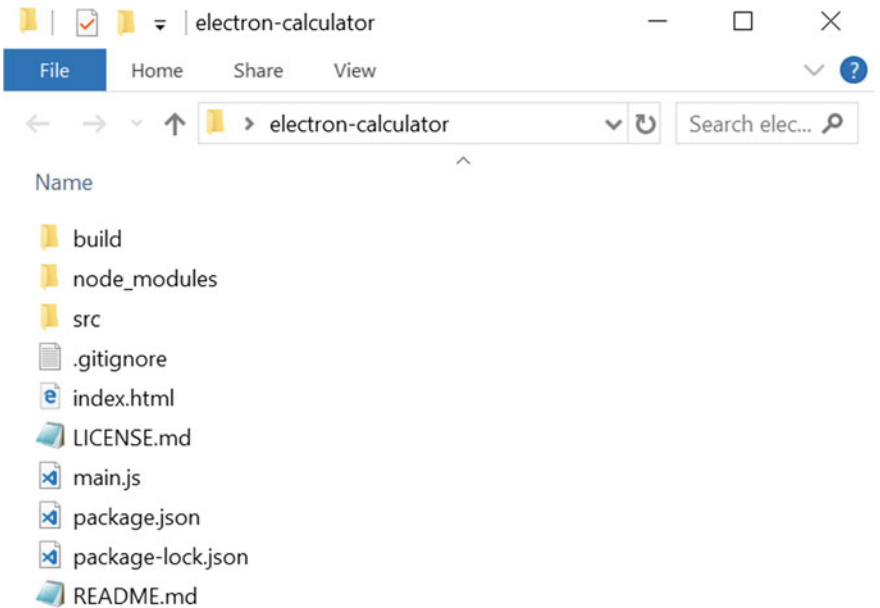 electron-calculator
File Home Share View
electron-calculator
Search elec...
Name
build
node_modules
src
.gitignore
index.html
LICENSE.md
main.js
package.json
package-lock.json
README.md